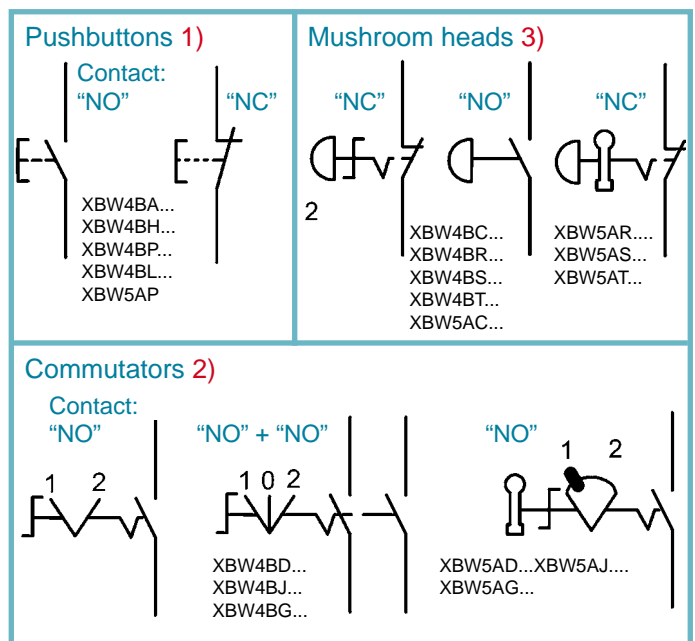 Pushbuttons 1)
Contact:
“NO”
“NC”
XBW4BA...
XBW4BH...
XBW4BP...
XBW4BL...
XBW5AP
Mushroom heads 3)
“NC”
“NO”
“NC”
2
XBW4BC...
XBW4BR...
XBW4BS...
XBW4BT...
XBW5AC...
XBW5AR....
XBW5AS...
XBW5AT...
Commutators 2)
Contact:
“NO”
1 2
“NO” + “NO”
1 0 2
XBW4BD...
XBW4BJ...
XBW4BG...
“NO”
1 2
XBW5AD...XBW5AJ....
XBW5AG...